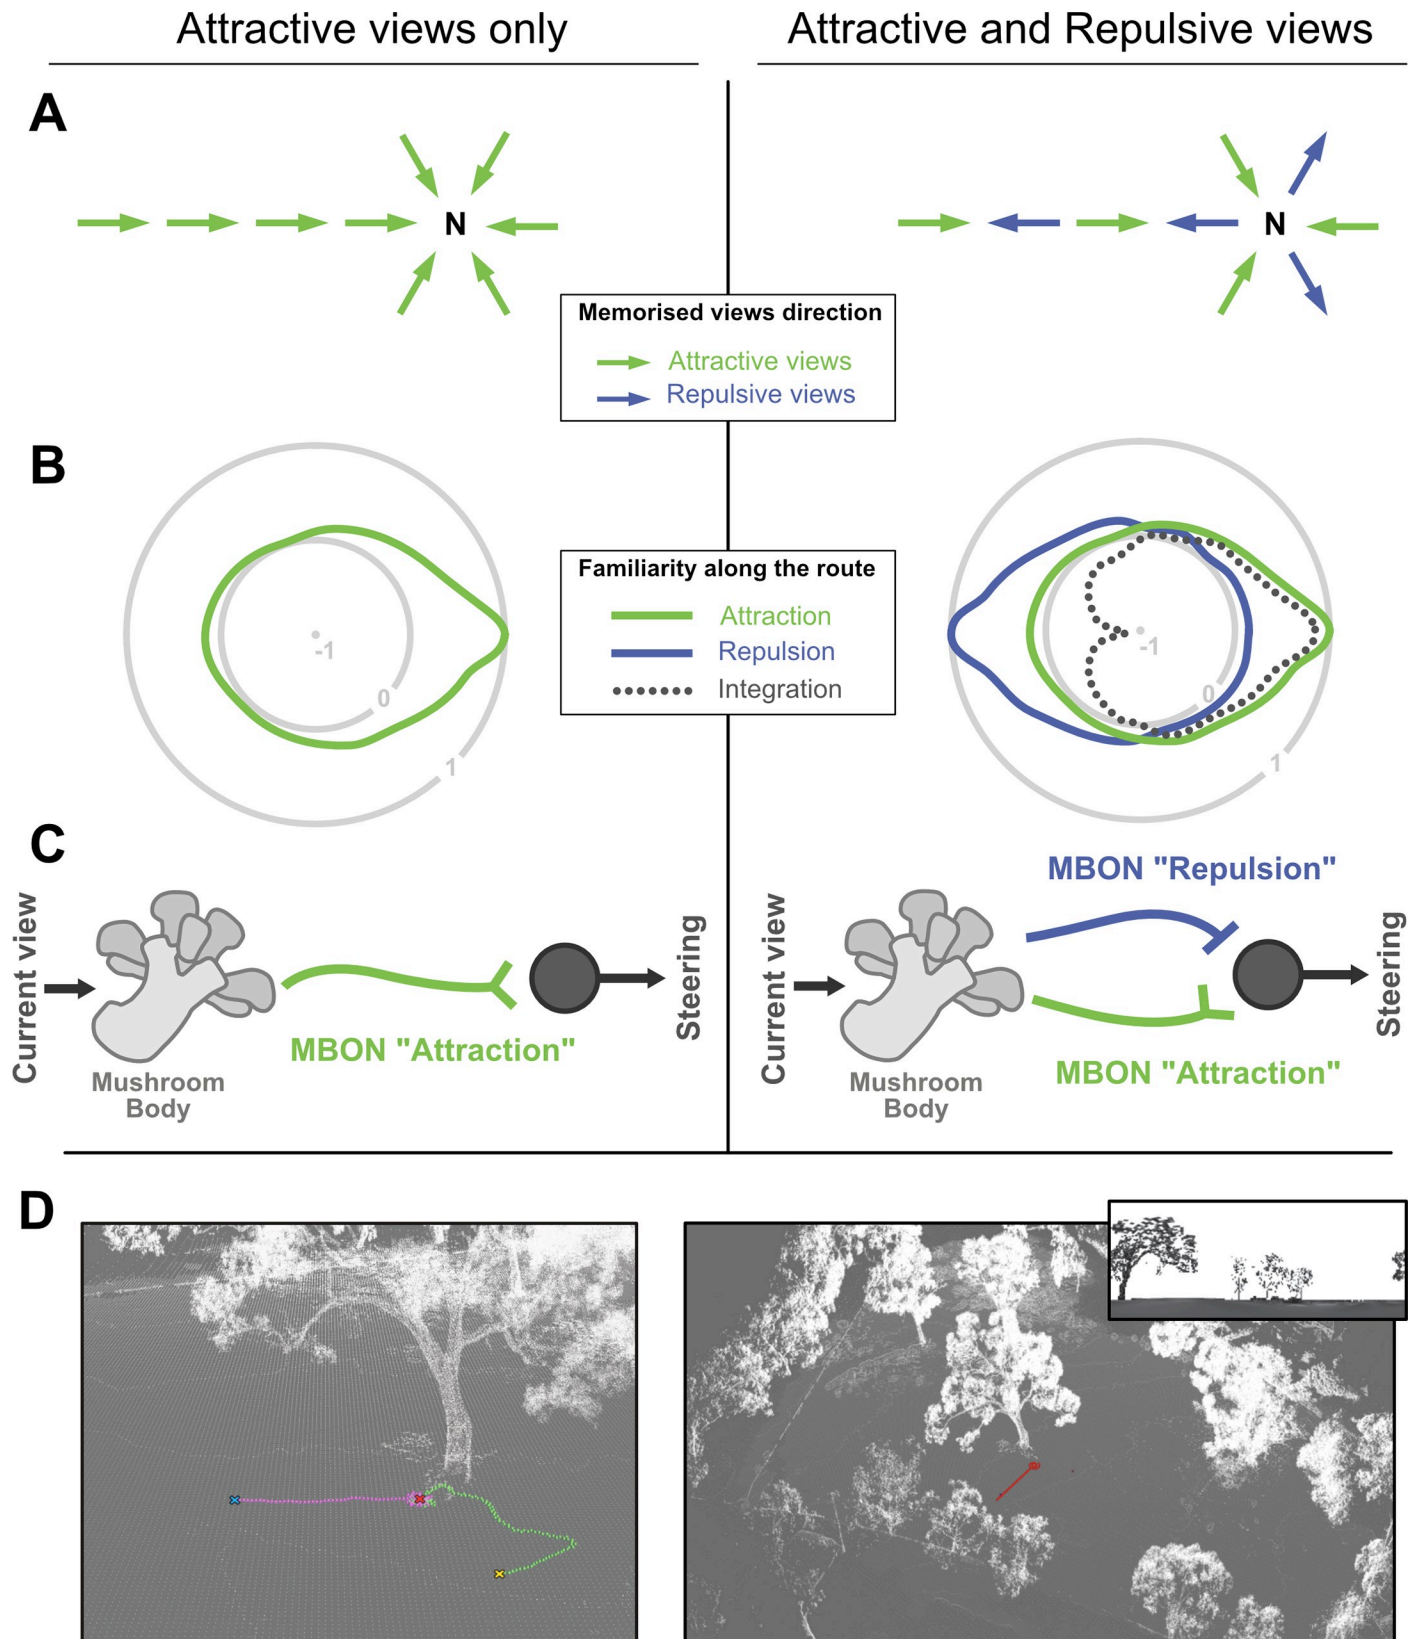 Attractive views only
Attractive and Repulsive views
A
N
N
Memorised views direction
Attractive views
Repulsive views
B
-1
0
1
Familiarity along the route
Attraction
Repulsion
Integration
-1
0
1
C
Current view
Mushroom
Body
MBON "Attraction"
Steering
Current view
Mushroom
Body
MBON "Repulsion"
MBON "Attraction"
Steering
D